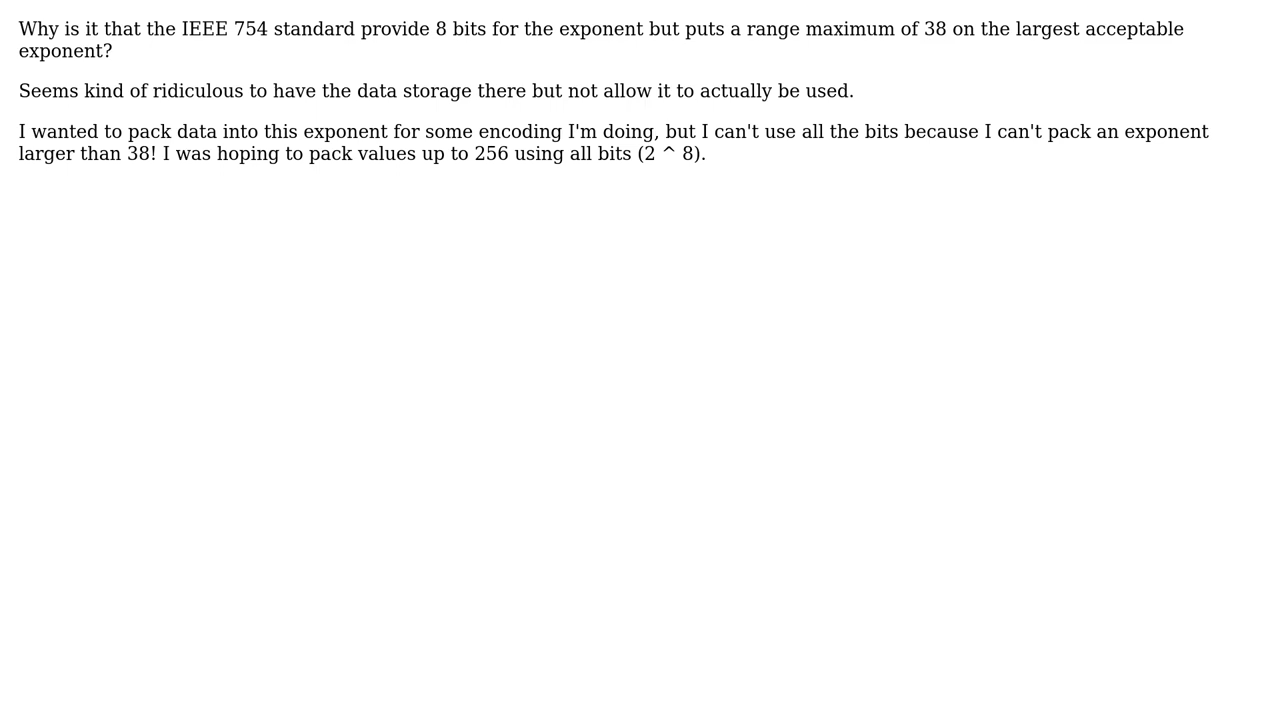 Why is it that the IEEE 754 standard provide 8 bits for the exponent but puts a range maximum of 38 on the largest acceptable
exponent?
Seems kind of ridiculous to have the data storage there but not allow it to actually be used.
I wanted to pack data into this exponent for some encoding I'm doing, but I can't use all the bits because I can't pack an exponent
larger than 38! I was hoping to pack values up to 256 using all bits (2 ^ 8).